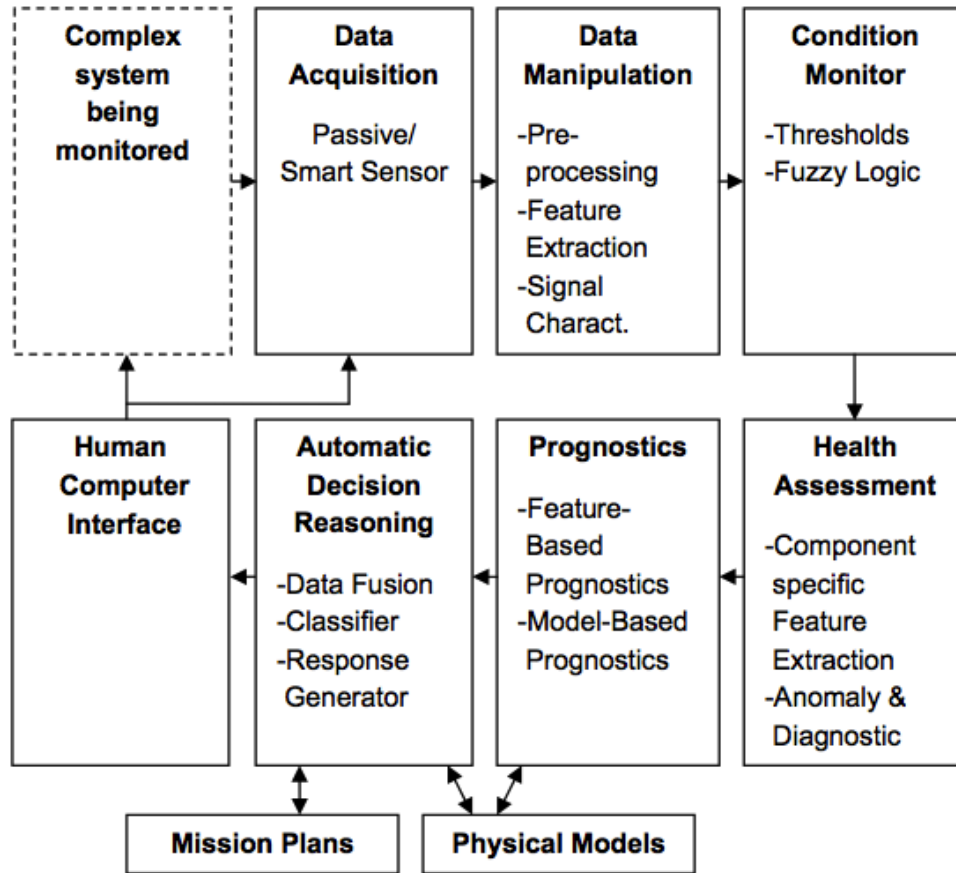 Complex
system
being
monitored
Data
Acquisition
Passive/
Smart Sensor
Data
Manipulation
-Pre-
processing
-Feature
Extraction
-Signal
Charact.
Condition
Monitor
-Thresholds
-Fuzzy Logic
Human
Computer
Interface
Automatic
Decision
Reasoning
-Data Fusion
-Classifier
-Response
Generator
Prognostics
-Feature-
Based
Prognostics
-Model-Based
Prognostics
Health
Assessment
-Component
specific
Feature
Extraction
-Anomaly &
Diagnostic
Mission Plans
Physical Models